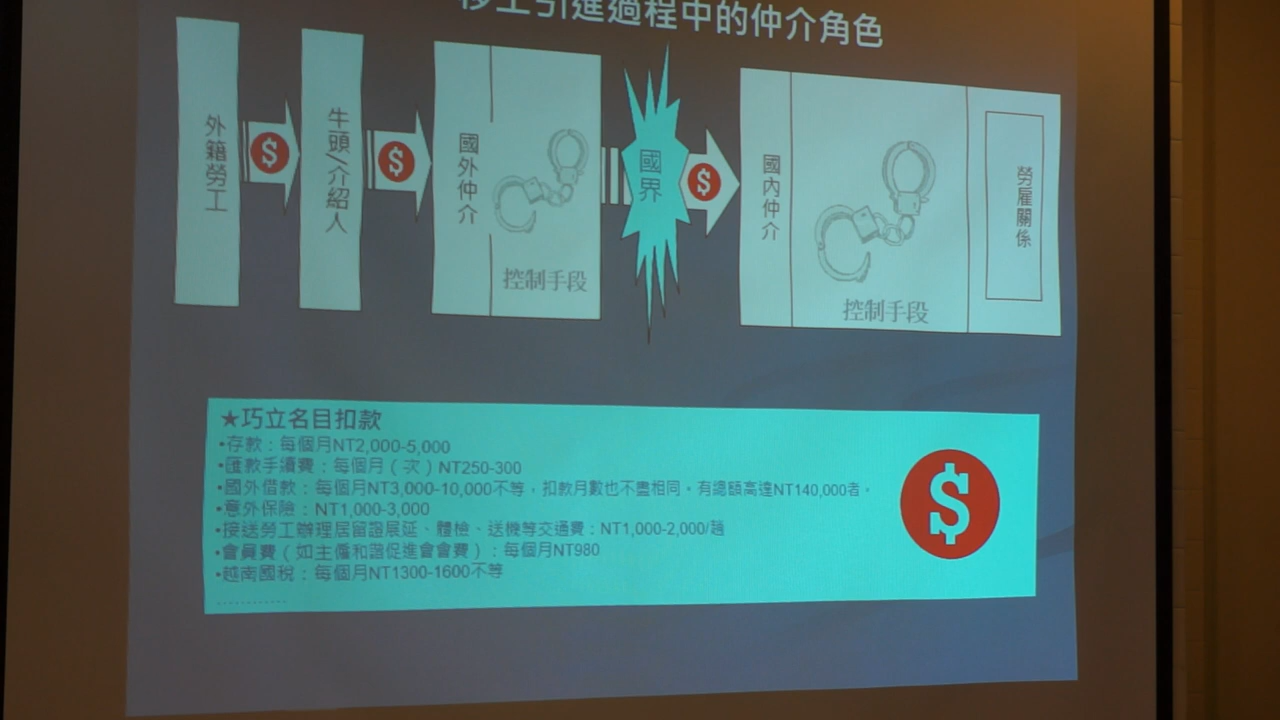 移工引進過程中的仲介角色
外籍勞工
$
牛頭/介紹人
$
國外仲介
控制手段
國界
$
國內仲介
控制手段
勞雇關係
★巧立名目扣款
•存款：每個月NT2,000-5,000
•匯款手續費：每個月（次）NT250-300
•國外借款：每個月NT3,000-10,000不等，扣款月數也不盡相同。有總額高達NT140,000者。
•意外保險：NT1,000-3,000
•接送勞工辦理居留證展延、體檢、送機等交通費：NT1,000-2,000/趟
•會員費（如主僱和諧促進會會費）：每個月NT980
•越南國稅：每個月NT1300-1600不等
............
$